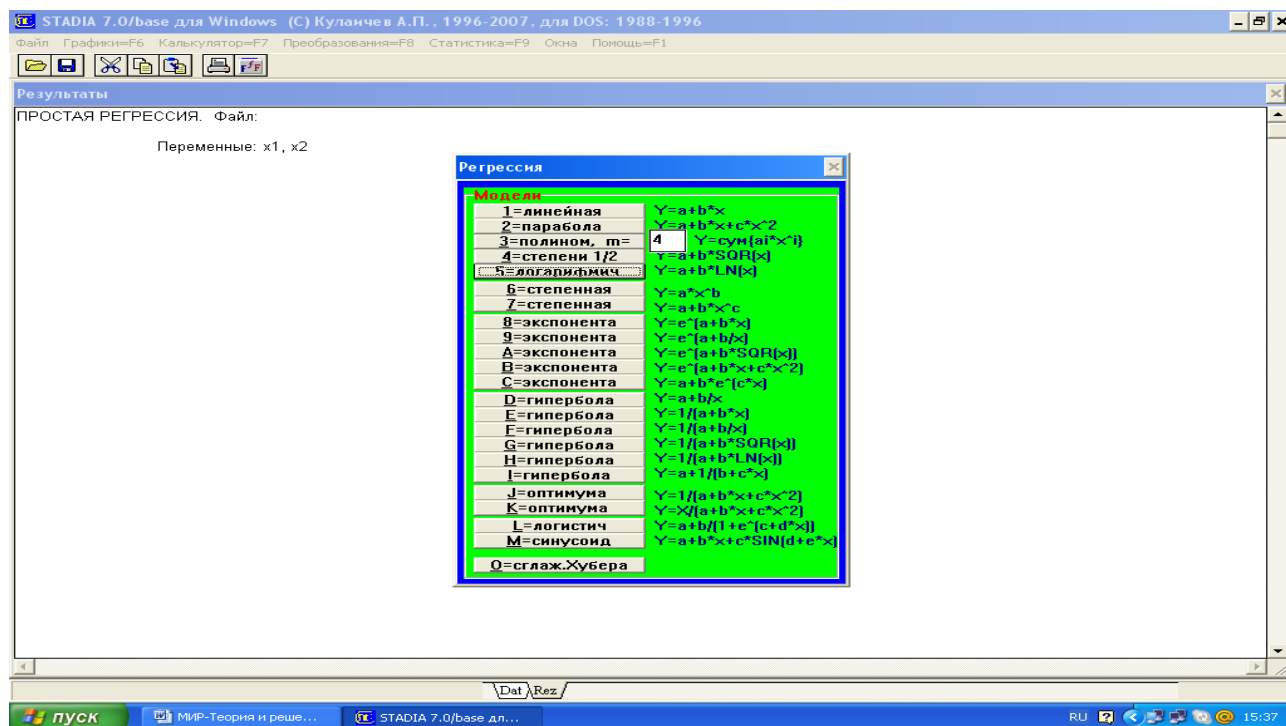 STADIA 7.0/base для Windows (C) Кулаичев А.П., 1996-2007, для DOS: 1988-1996
Файл Графики=F6 Калькулятор=F7 Преобразования=F8 Статистика=F9 Окна Помощь=F1
Результаты
ПРОСТАЯ РЕГРЕССИЯ. Файл:
Переменные: x1, x2
Регрессия
Модели
1=линейная Y=a+b*x
2=парабола Y=a+b*x+c*x^2
3=полином, m= 4 Y=сум{ai*x^i}
4=степени 1/2 Y=a+b*SQR(x)
5=логарифмич Y=a+b*LN(x)
6=степенная Y=a*x^b
7=степенная Y=a+b*x^c
8=экспонента Y=e^(a+b*x)
9=экспонента Y=e^(a+b/x)
A=экспонента Y=e^(a+b*SQR(x))
B=экспонента Y=e^(a+b*x+c*x^2)
C=экспонента Y=a+b*e^(c*x)
D=гипербола Y=a+b/x
E=гипербола Y=1/(a+b*x)
F=гипербола Y=1/(a+b/x)
G=гипербола Y=1/(a+b*SQR(x))
H=гипербола Y=1/(a+b*LN(x))
I=гипербола Y=a+1/(b+c*x)
J=оптимума Y=1/(a+b*x+c*x^2)
K=оптимума Y=X/(a+b*x+c*x^2)
L=логистич Y=a+b/(1+e^(c+d*x))
M=синусоид Y=a+b*x+c*SIN(d+e*x)
O=сглаж.Хубера
Dat Rez
пуск МИР-Теория и реше... STADIA 7.0/base дл... RU 15:37